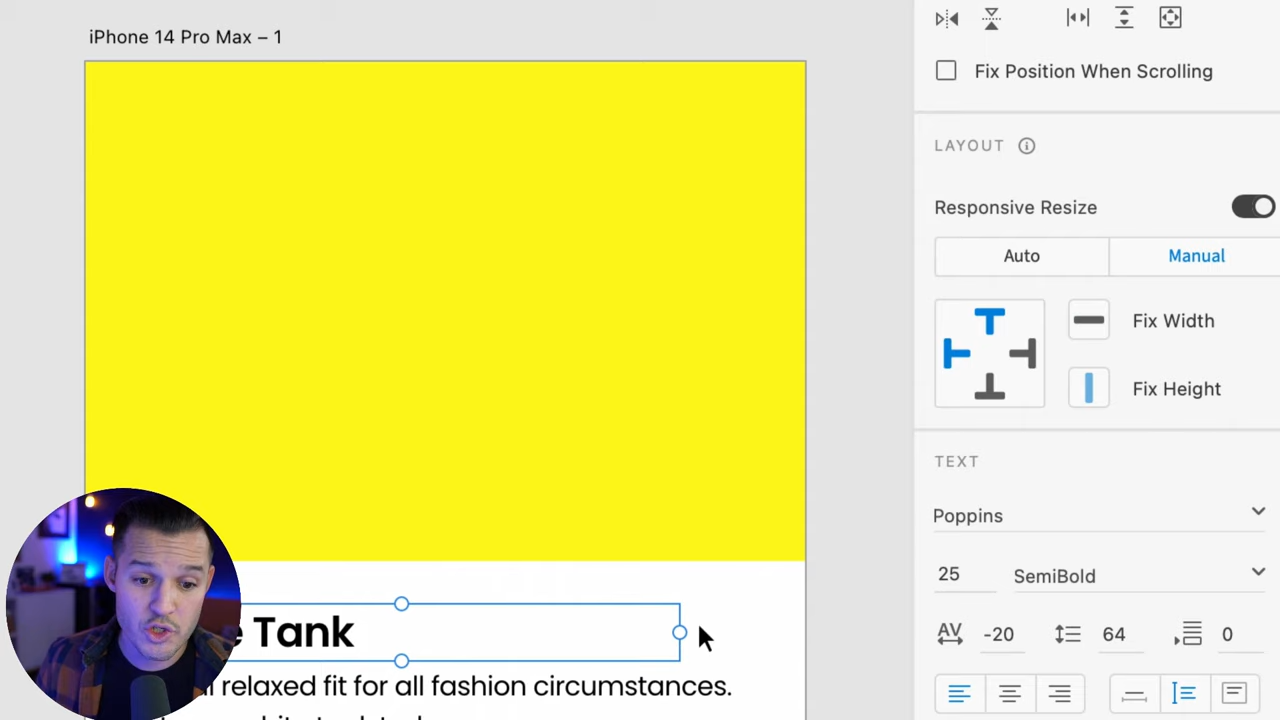 iPhone 14 Pro Max – 1
Fix Position When Scrolling
LAYOUT
Responsive Resize
Auto
Manual
Fix Width
Fix Height
TEXT
Poppins
25
SemiBold
AV
-20
64
0
Tank
relaxed fit for all fashion circumstances.